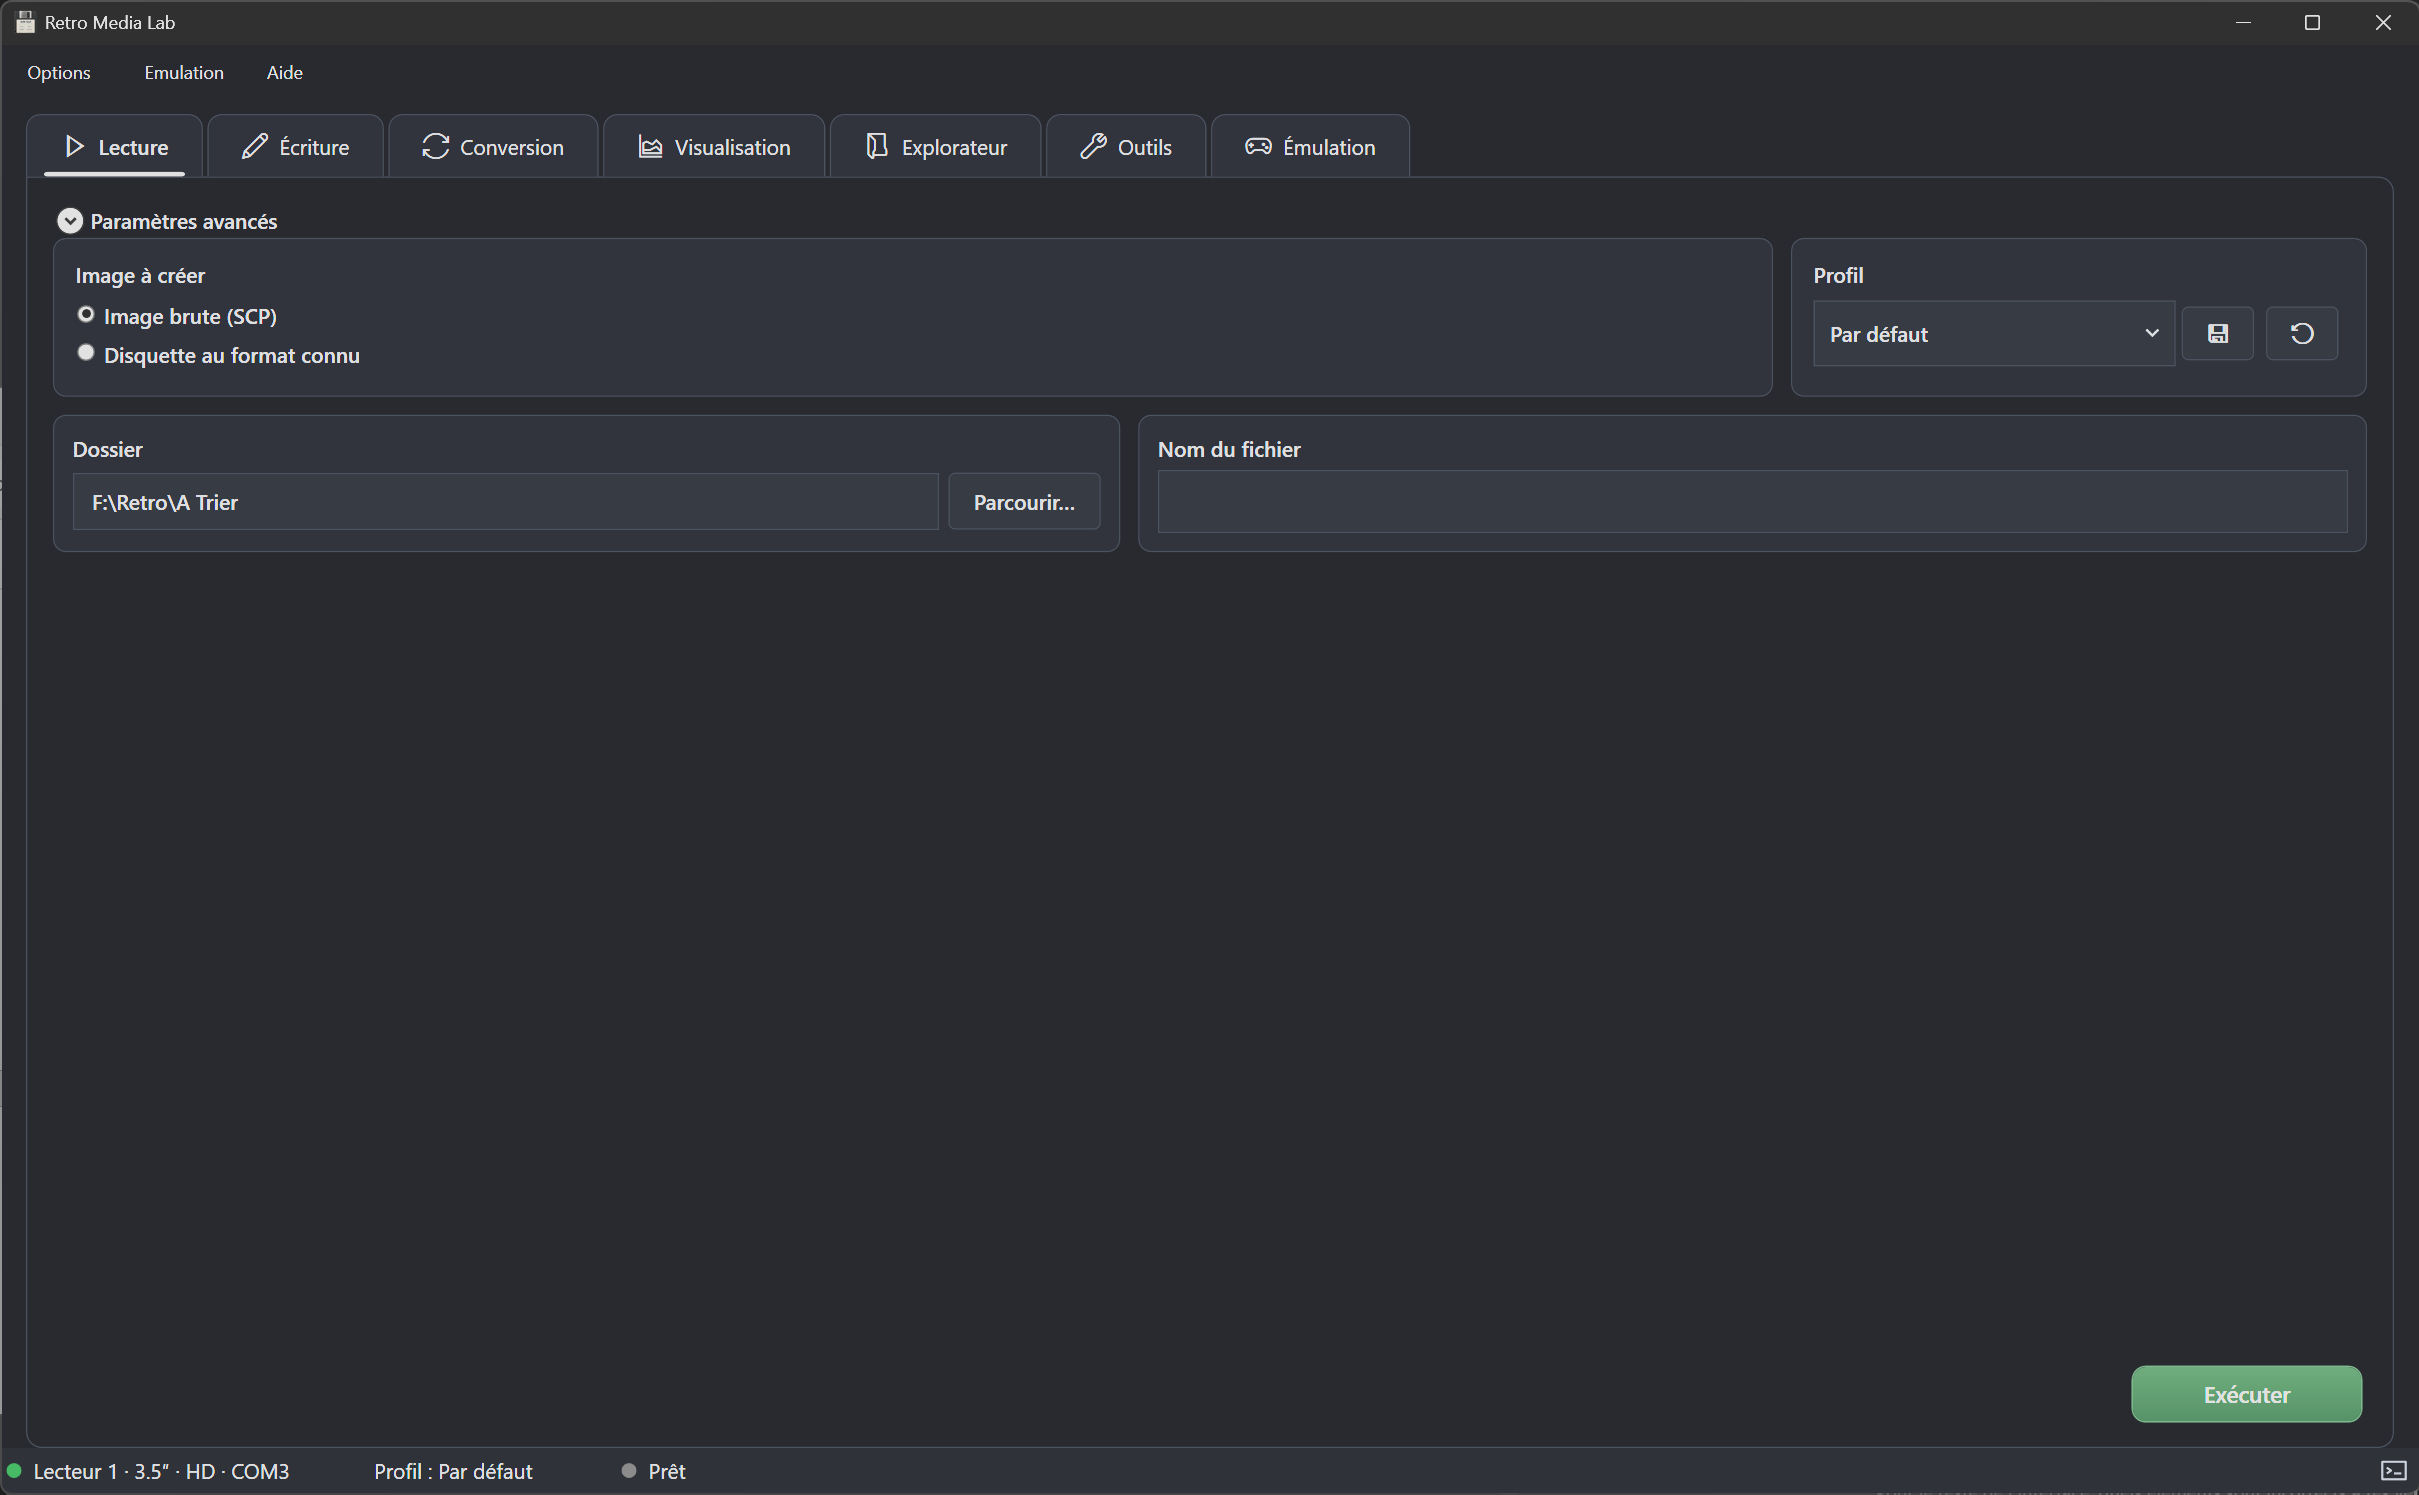 Retro Media Lab
Options Emulation Aide
Lecture Écriture Conversion Visualisation Explorateur Outils Émulation
Paramètres avancés
Image à créer
Image brute (SCP)
Disquette au format connu
Profil
Par défaut
Dossier
F:\Retro\A Trier Parcourir...
Nom du fichier
Exécuter
Lecteur 1 · 3.5" · HD · COM3 Profil : Par défaut Prêt